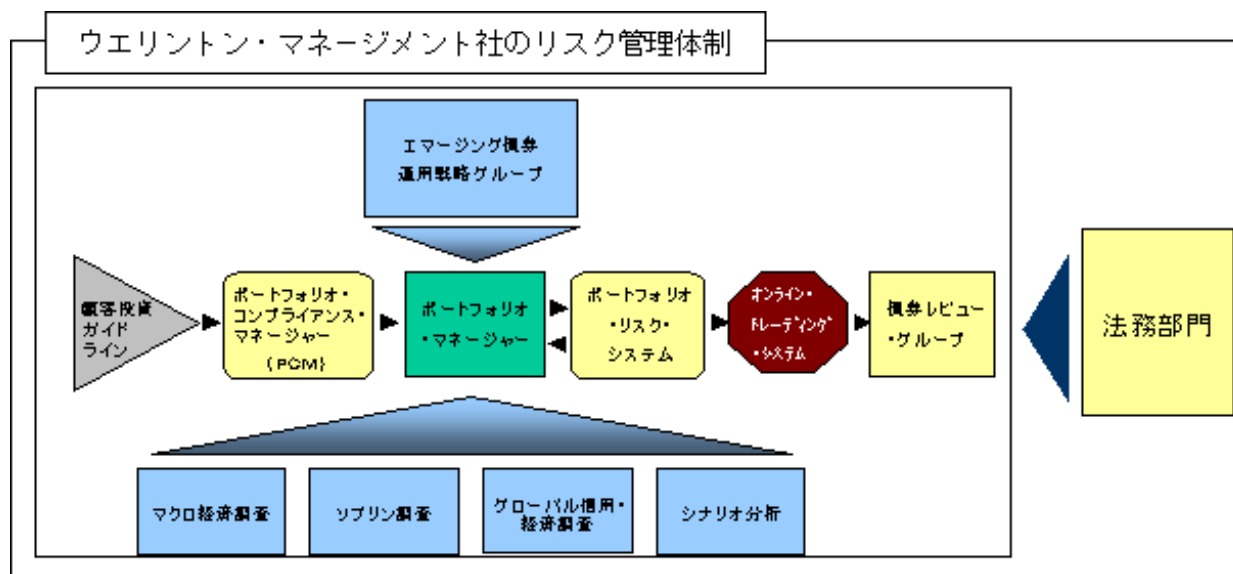 ウエリントン・マネージメント社のリスク管理体制
エマージング債券
運用戦略グループ
顧客投資
ガイド
ライン
ポートフォリオ・
コンプライアンス・
マネージャー
(PCM)
ポートフォリオ
・マネージャー
ポートフォリオ
・リスク・
システム
オンライン・
トレーディング
・システム
債券レビュー
・グループ
法務部門
マクロ経済調査
ソブリン調査
グローバル信用・
経済調査
シナリオ分析